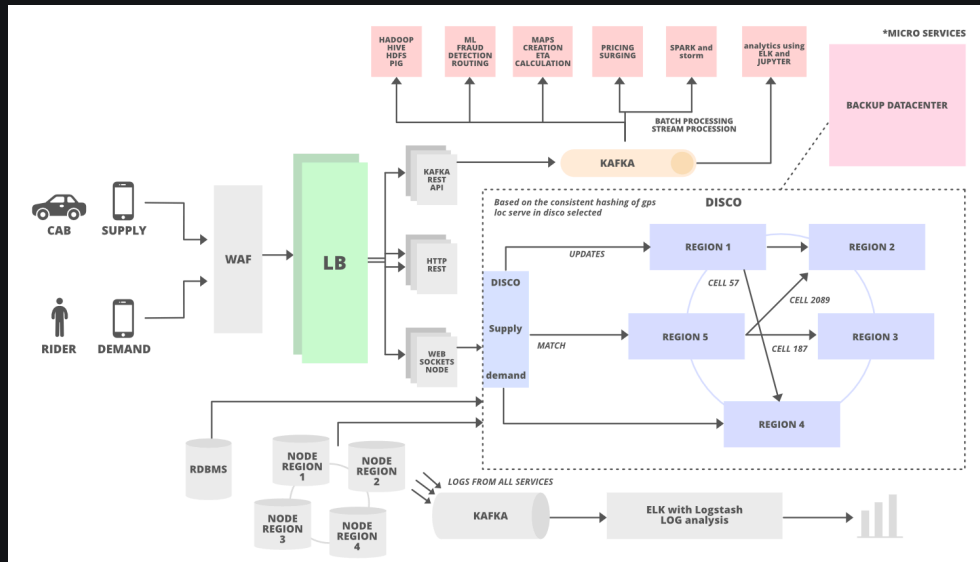 *MICRO SERVICES
HADOOP
HIVE
HDFS
PIG
ML
FRAUD
DETECTION
ROUTING
MAPS
CREATION
ETA
CALCULATION
PRICING
SURGING
SPARK and
storm
analytics using
ELK and
JUPYTER
BACKUP DATACENTER
BATCH PROCESSING
STREAM PROCESSION
KAFKA
KAFKA
REST
API
CAB
SUPPLY
WAF
LB
HTTP
REST
RIDER
DEMAND
WEB
SOCKETS
NODE
Based on the consistent hashing of gps
loc serve in disco selected
DISCO
UPDATES
REGION 1
REGION 2
DISCO
Supply
demand
CELL 57
CELL 2089
MATCH
REGION 5
CELL 187
REGION 3
REGION 4
RDBMS
NODE
REGION
1
NODE
REGION
2
NODE
REGION
3
NODE
REGION
4
LOGS FROM ALL SERVICES
KAFKA
ELK with Logstash
LOG analysis